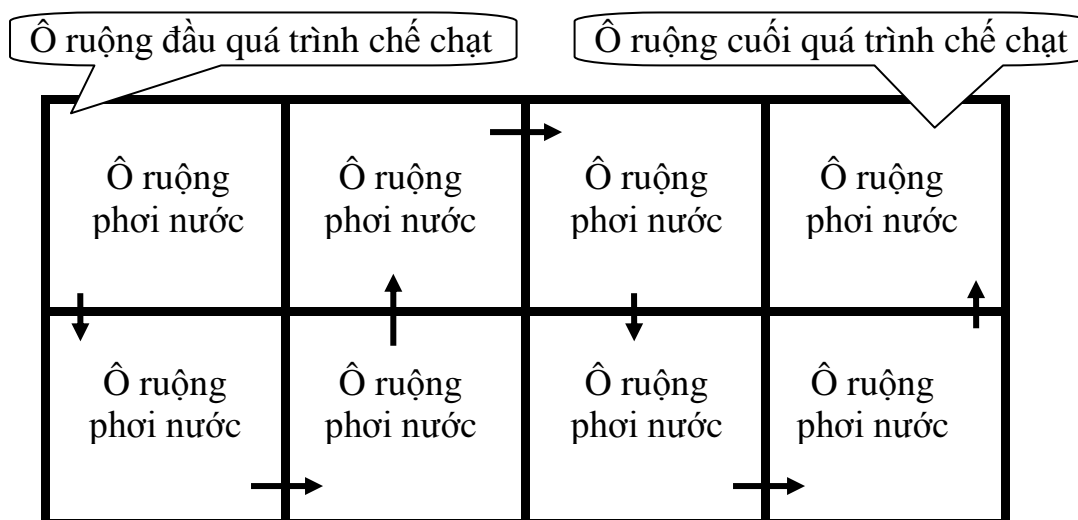 Ô ruộng đầu quá trình chế chạt
Ô ruộng cuối quá trình chế chạt
Ô ruộng
phơi nước
Ô ruộng
phơi nước
Ô ruộng
phơi nước
Ô ruộng
phơi nước
Ô ruộng
phơi nước
Ô ruộng
phơi nước
Ô ruộng
phơi nước
Ô ruộng
phơi nước